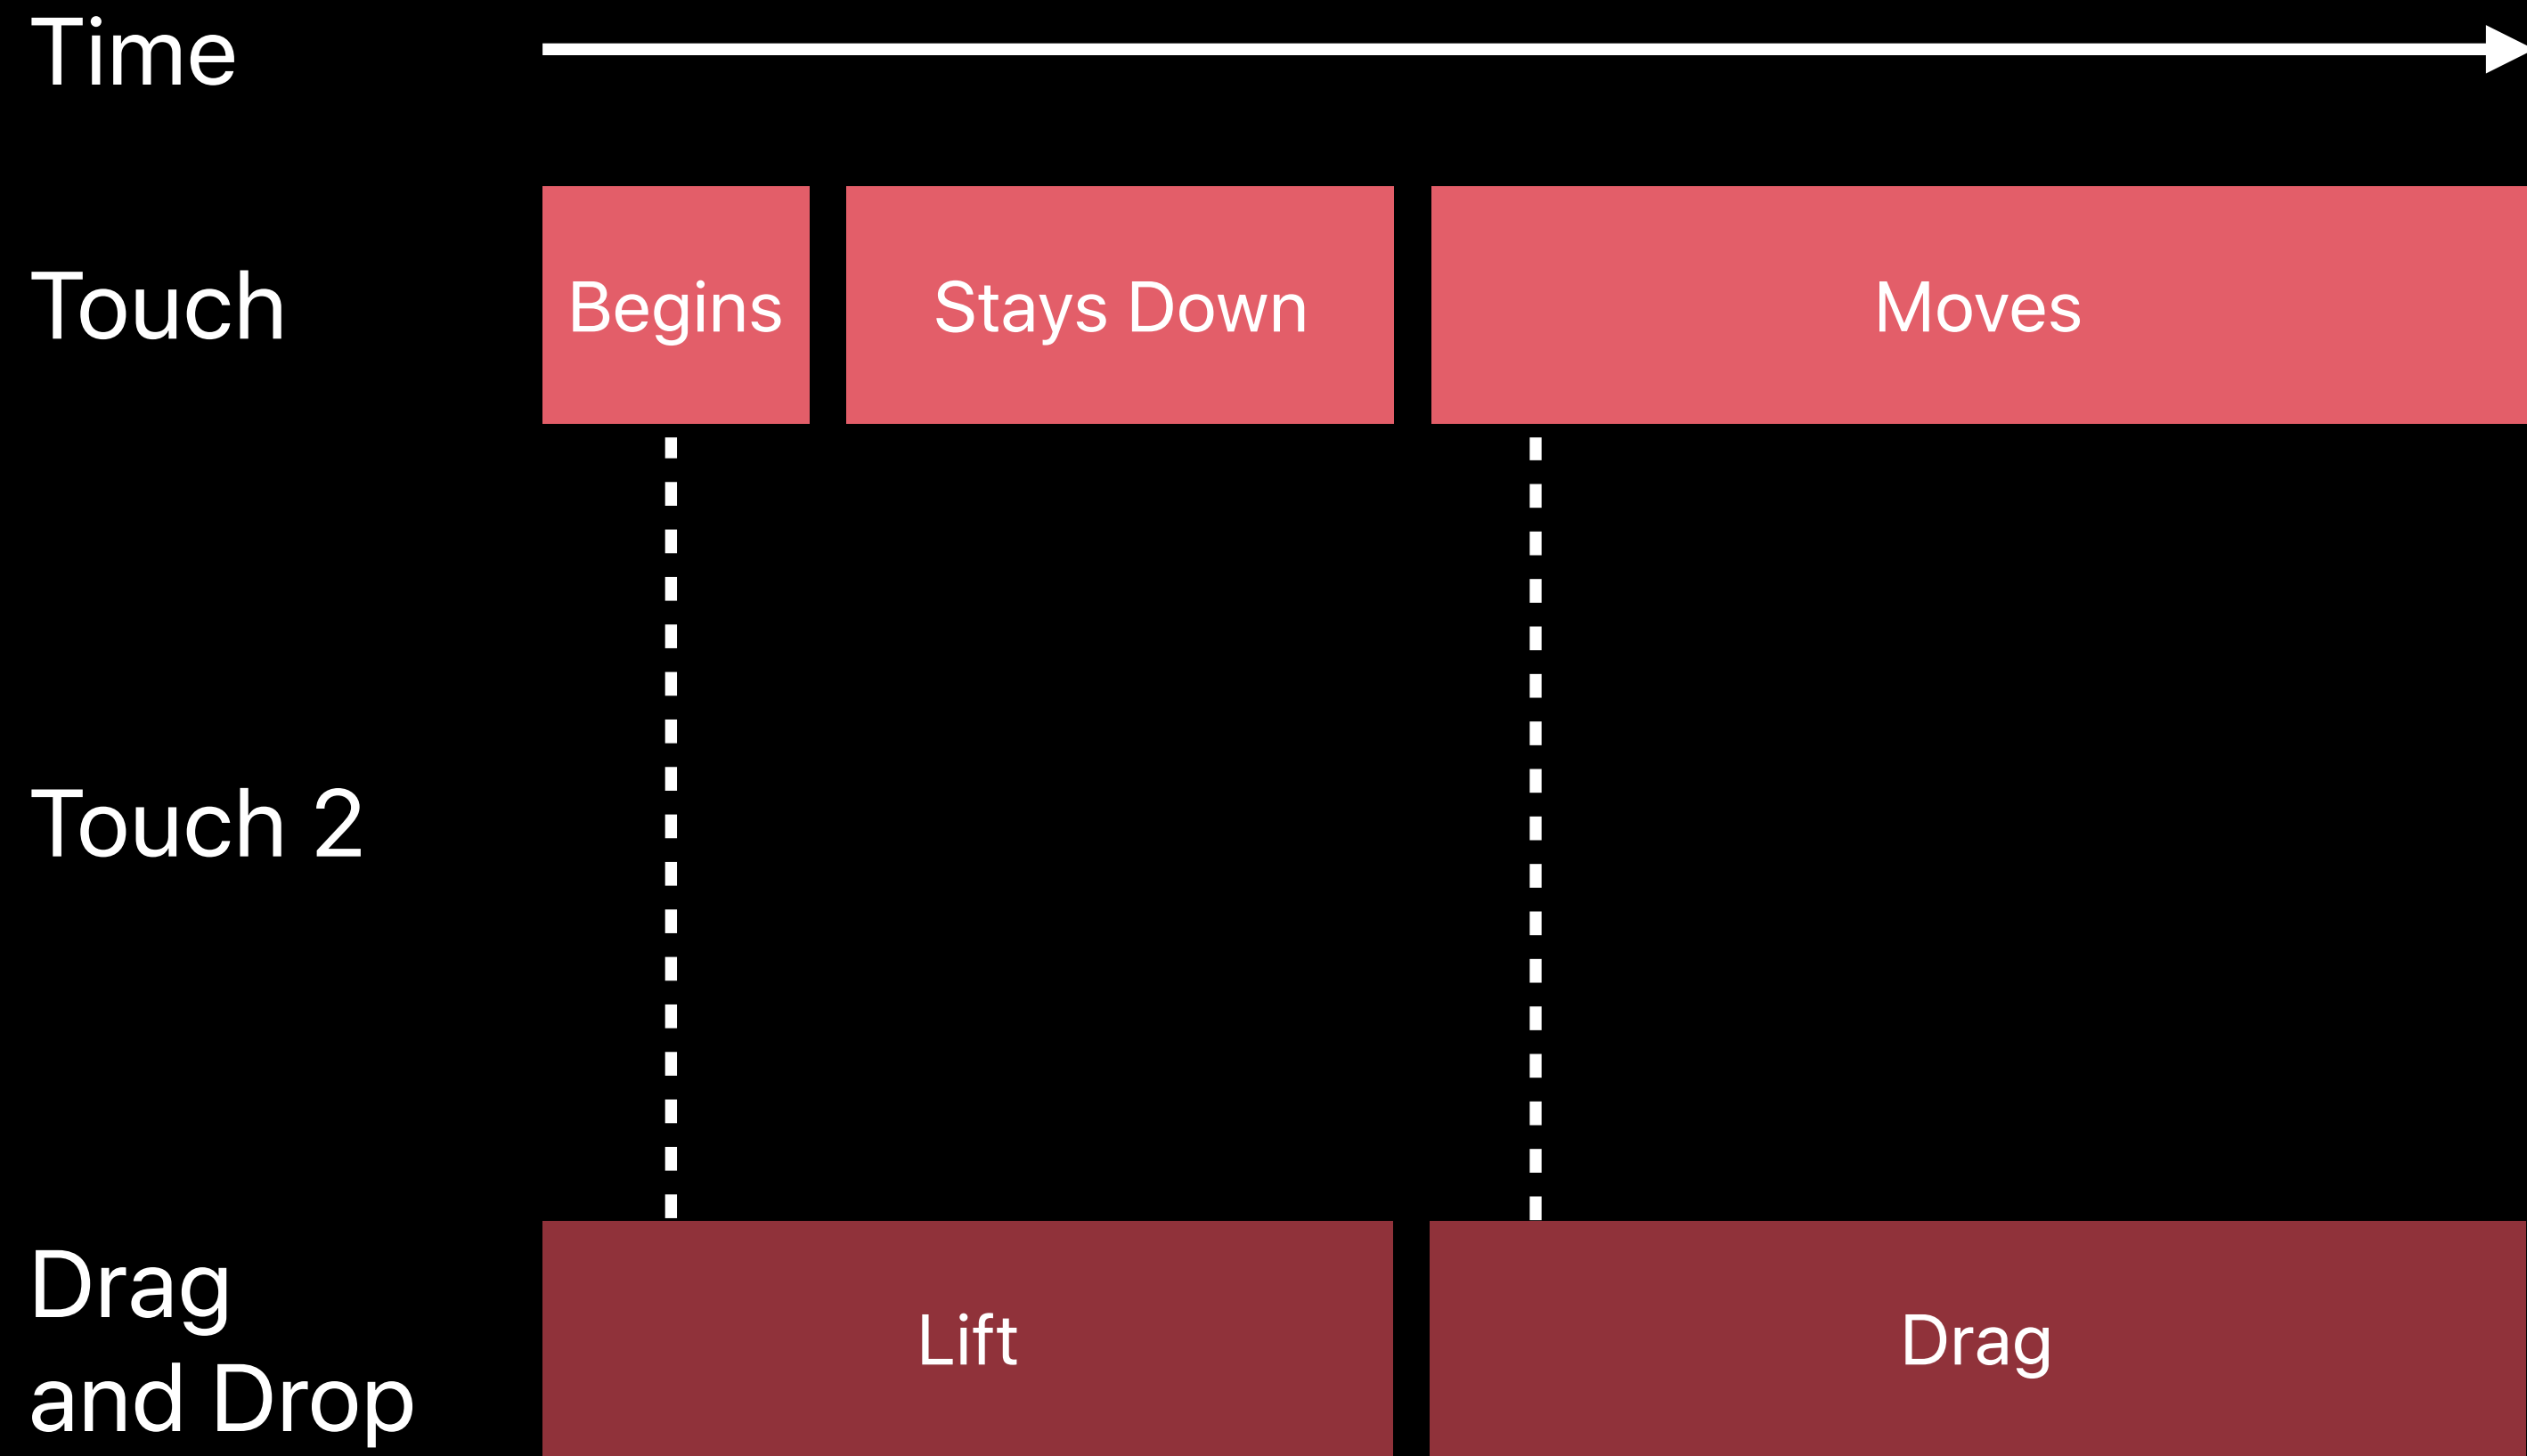 Time
Touch
Begins
Stays Down
Moves
Touch 2
Drag
and Drop
Lift
Drag